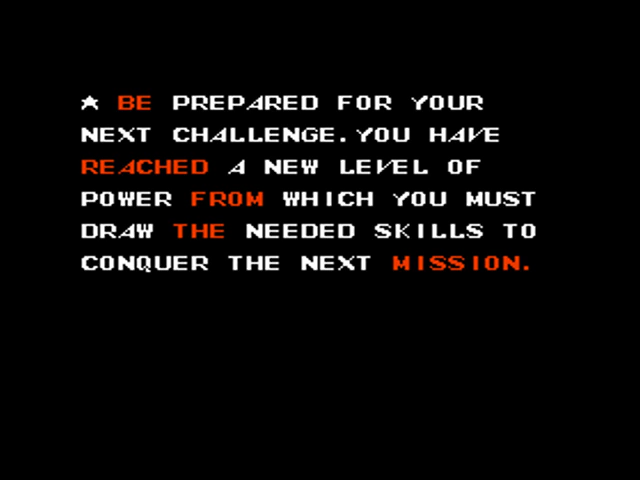 ★ BE PREPARED FOR YOUR
NEXT CHALLENGE.YOU HAVE
REACHED A NEW LEVEL OF
POWER FROM WHICH YOU MUST
DRAW THE NEEDED SKILLS TO
CONQUER THE NEXT MISSION.